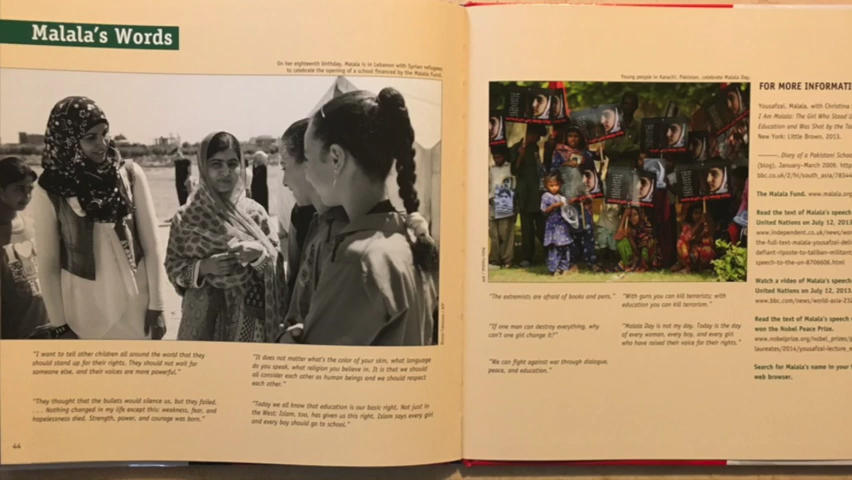 Malala's Words
On her eighteenth birthday, Malala is in Lebanon with Syrian refugees
to celebrate the opening of a school financed by the Malala Fund.
"I want to tell other children all around the world that they
should stand up for their rights. They should not wait for
someone else, and their voices are more powerful."
"They thought that the bullets would silence us, but they failed.
. . . Nothing changed in my life except this: weakness, fear, and
hopelessness died. Strength, power, and courage was born."
"It does not matter what's the color of your skin, what language
do you speak, what religion you believe in. It is that we should
all consider each other as human beings and we should respect
each other."
"Today we all know that education is our basic right. Not just in
the West; Islam, too, has given us this right. Islam says every girl
and every boy should go to school."
44
Young people in Karachi, Pakistan, celebrate Malala Day.
"The extremists are afraid of books and pens."
"If one man can destroy everything, why
can't one girl change it?"
"We can fight against war through dialogue,
peace, and education."
"With guns you can kill terrorists; with
education you can kill terrorism."
"Malala Day is not my day. Today is the day
of every woman, every boy, and every girl
who have raised their voice for their rights."
FOR MORE INFORMATI
Yousafzai, Malala, with Christina
I Am Malala: The Girl Who Stood U
Education and Was Shot by the Ta
New York: Little Brown, 2013.
———. Diary of a Pakistani School
(blog), January–March 2009. http
bbc.co.uk/2/hi/south_asia/78344
The Malala Fund. www.malala.org
Read the text of Malala's speech
United Nations on July 12, 2013
www.independent.co.uk/news/wor
the-full-text-malala-yousafzai-deli
defiant-riposte-to-taliban-militant
speech-to-the-un-8706606.html
Watch a video of Malala's speech
United Nations on July 12, 2013.
www.bbc.com/news/world-asia-232
Read the text of Malala's speech
won the Nobel Peace Prize.
www.nobelprize.org/nobel_prizes/p
laureates/2014/yousafzai-lecture_
Search for Malala's name in your f
web browser.